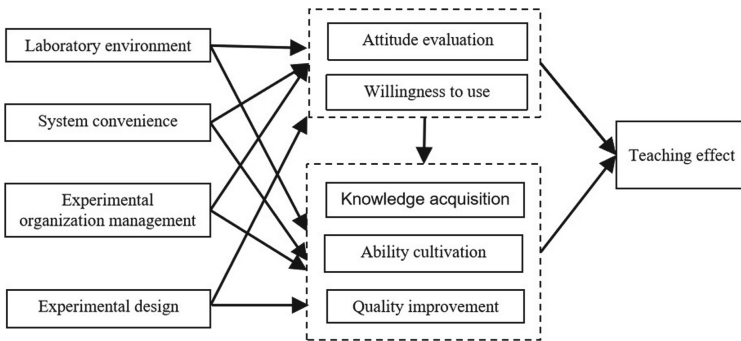 Laboratory environment
System convenience
Experimental
organization management
Experimental design
Attitude evaluation
Willingness to use
Knowledge acquisition
Ability cultivation
Quality improvement
Teaching effect